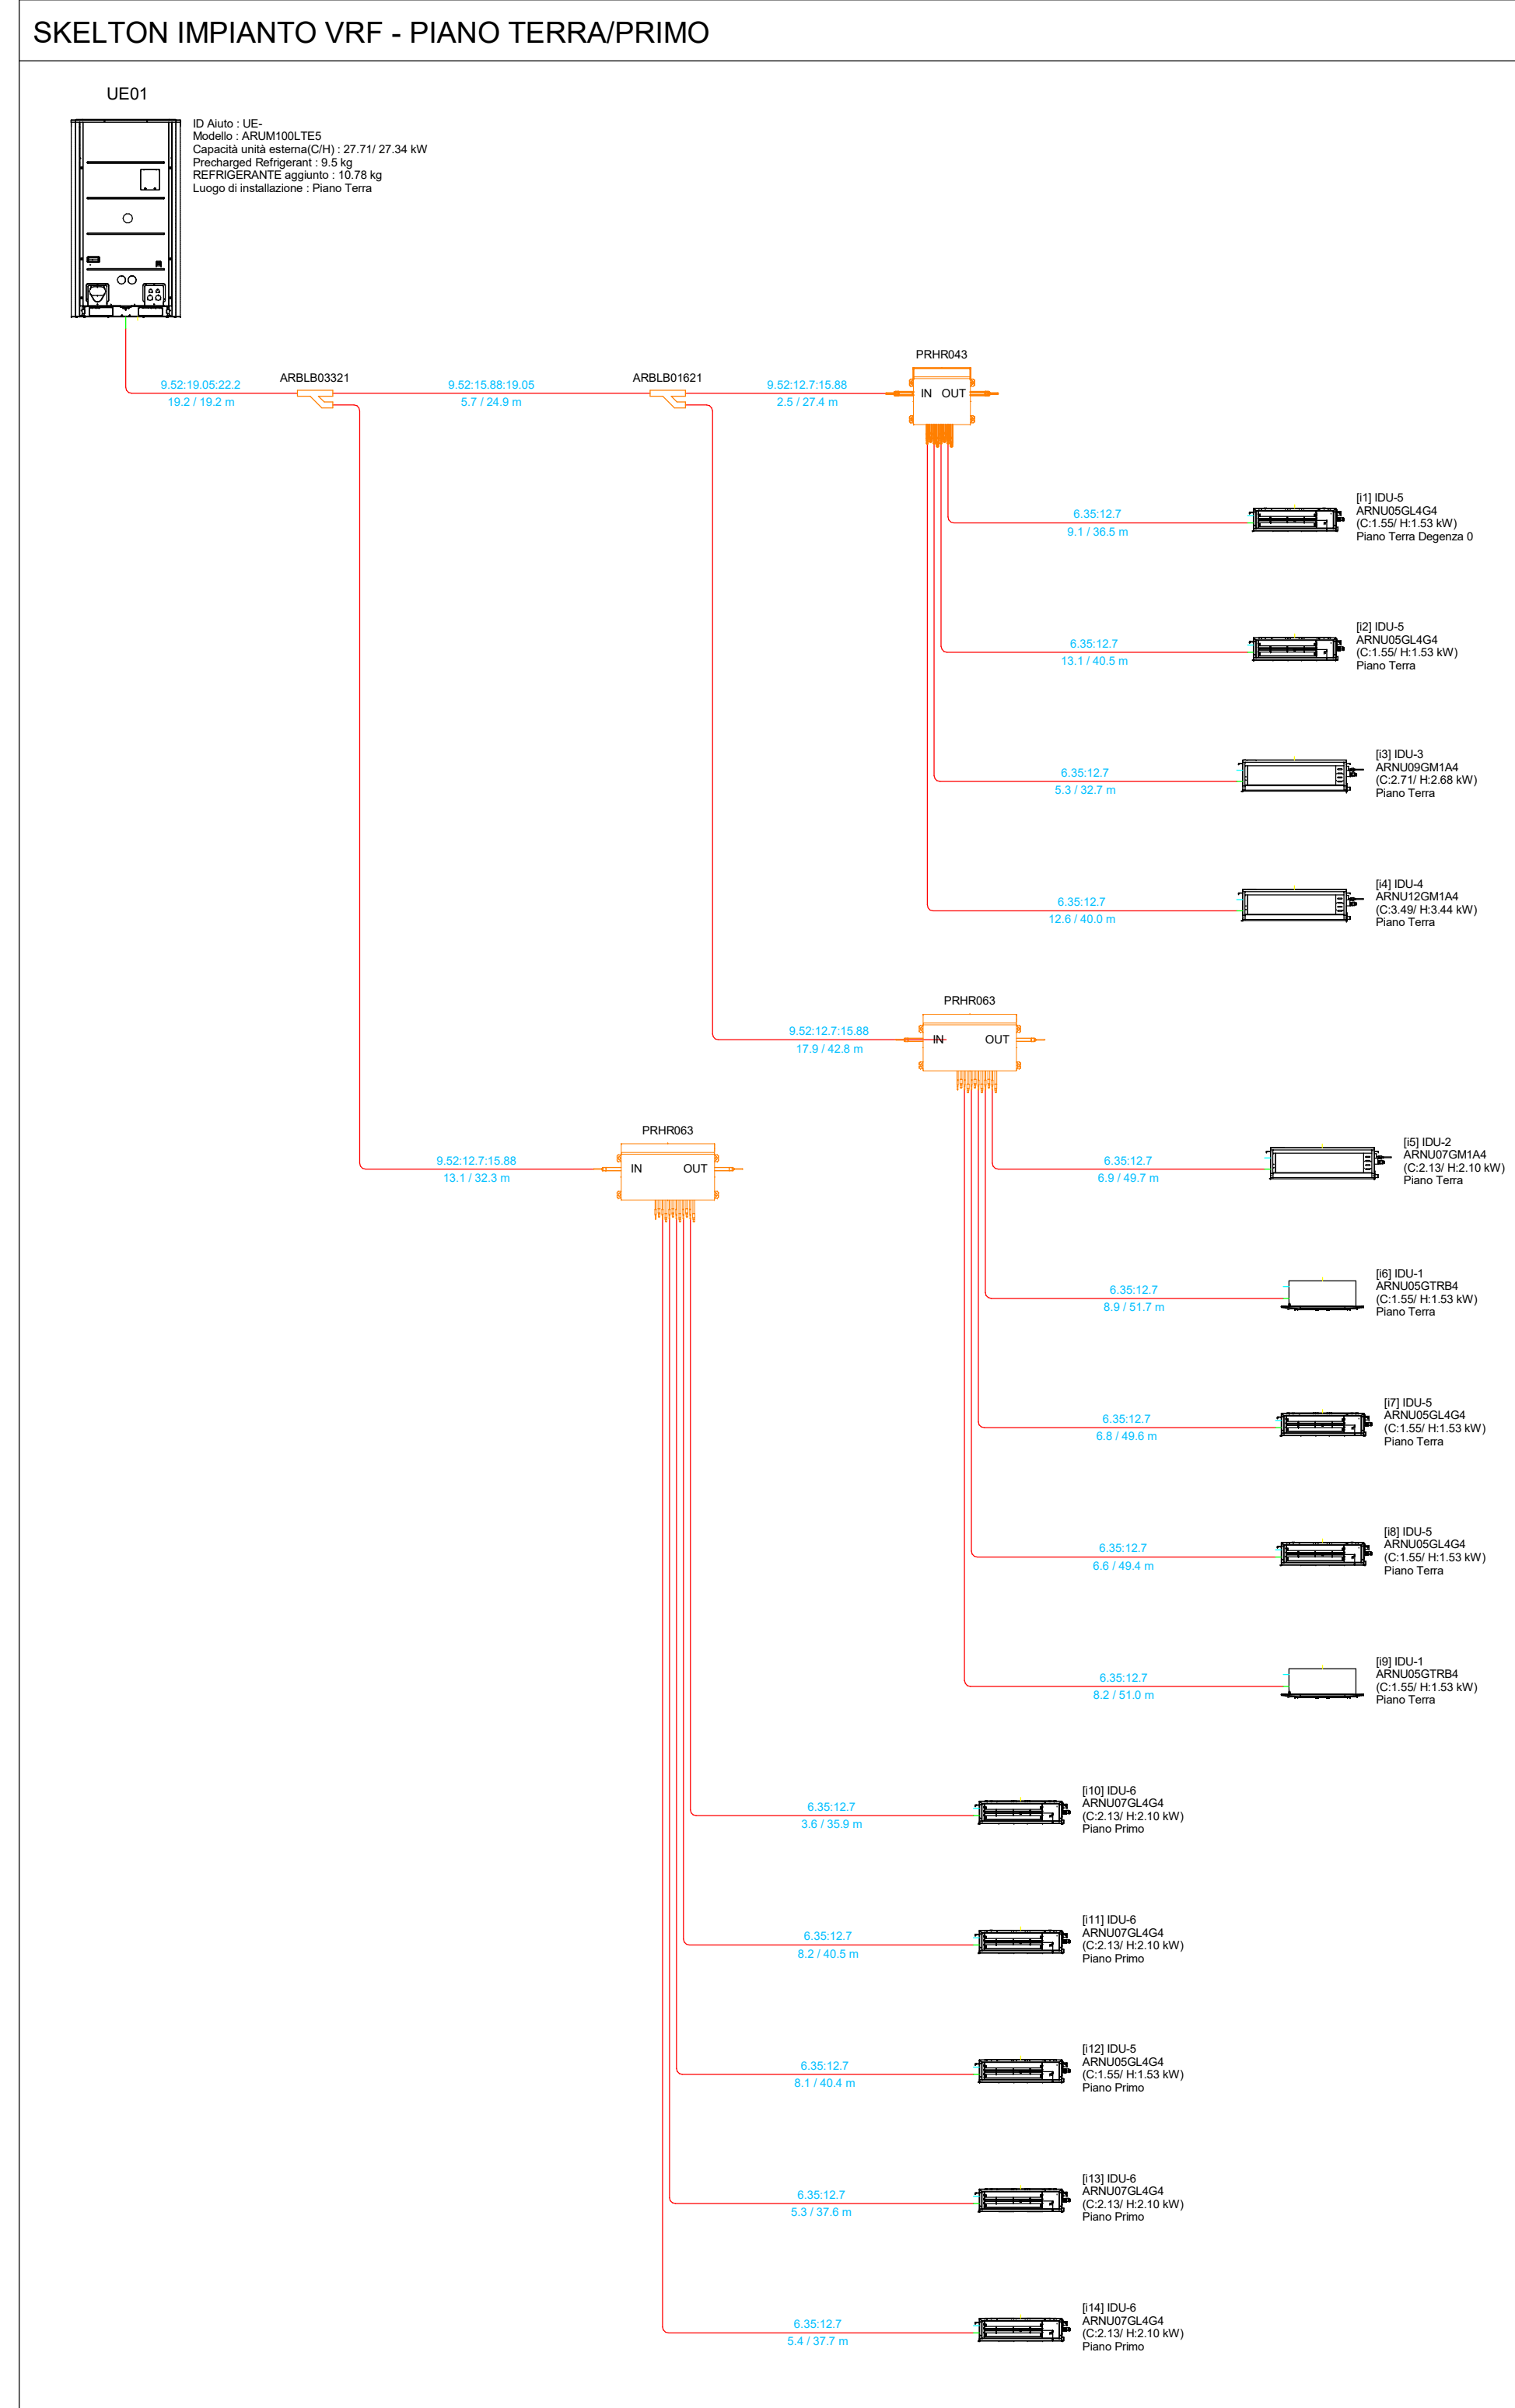 SKELTON IMPIANTO VRF - PIANO TERRA/PRIMO
UE01
ID Aiuto : UE-
Modello : ARUM100LTE5
Capacità unità esterna(C/H) : 27.71/ 27.34 kW
Precharged Refrigerant : 9.5 kg
REFRIGERANTE aggiunto : 10.78 kg
Luogo di installazione : Piano Terra
9.52:19.05:22.2
19.2 / 19.2 m
ARBLB03321
9.52:15.88:19.05
5.7 / 24.9 m
ARBLB01621
9.52:12.7:15.88
2.5 / 27.4 m
PRHR043
IN OUT
6.35:12.7
9.1 / 36.5 m
[i1] IDU-5
ARNU05GL4G4
(C:1.55/ H:1.53 kW)
Piano Terra Degenza 0
6.35:12.7
13.1 / 40.5 m
[i2] IDU-5
ARNU05GL4G4
(C:1.55/ H:1.53 kW)
Piano Terra
6.35:12.7
5.3 / 32.7 m
[i3] IDU-3
ARNU09GM1A4
(C:2.71/ H:2.68 kW)
Piano Terra
6.35:12.7
12.6 / 40.0 m
[i4] IDU-4
ARNU12GM1A4
(C:3.49/ H:3.44 kW)
Piano Terra
9.52:12.7:15.88
17.9 / 42.8 m
PRHR063
IN OUT
9.52:12.7:15.88
13.1 / 32.3 m
PRHR063
IN OUT
6.35:12.7
6.9 / 49.7 m
[i5] IDU-2
ARNU07GM1A4
(C:2.13/ H:2.10 kW)
Piano Terra
6.35:12.7
8.9 / 51.7 m
[i6] IDU-1
ARNU05GTRB4
(C:1.55/ H:1.53 kW)
Piano Terra
6.35:12.7
6.8 / 49.6 m
[i7] IDU-5
ARNU05GL4G4
(C:1.55/ H:1.53 kW)
Piano Terra
6.35:12.7
6.6 / 49.4 m
[i8] IDU-5
ARNU05GL4G4
(C:1.55/ H:1.53 kW)
Piano Terra
6.35:12.7
8.2 / 51.0 m
[i9] IDU-1
ARNU05GTRB4
(C:1.55/ H:1.53 kW)
Piano Terra
6.35:12.7
3.6 / 35.9 m
[i10] IDU-6
ARNU07GL4G4
(C:2.13/ H:2.10 kW)
Piano Primo
6.35:12.7
8.2 / 40.5 m
[i11] IDU-6
ARNU07GL4G4
(C:2.13/ H:2.10 kW)
Piano Primo
6.35:12.7
8.1 / 40.4 m
[i12] IDU-5
ARNU05GL4G4
(C:1.55/ H:1.53 kW)
Piano Primo
6.35:12.7
5.3 / 37.6 m
[i13] IDU-6
ARNU07GL4G4
(C:2.13/ H:2.10 kW)
Piano Primo
6.35:12.7
5.4 / 37.7 m
[i14] IDU-6
ARNU07GL4G4
(C:2.13/ H:2.10 kW)
Piano Primo